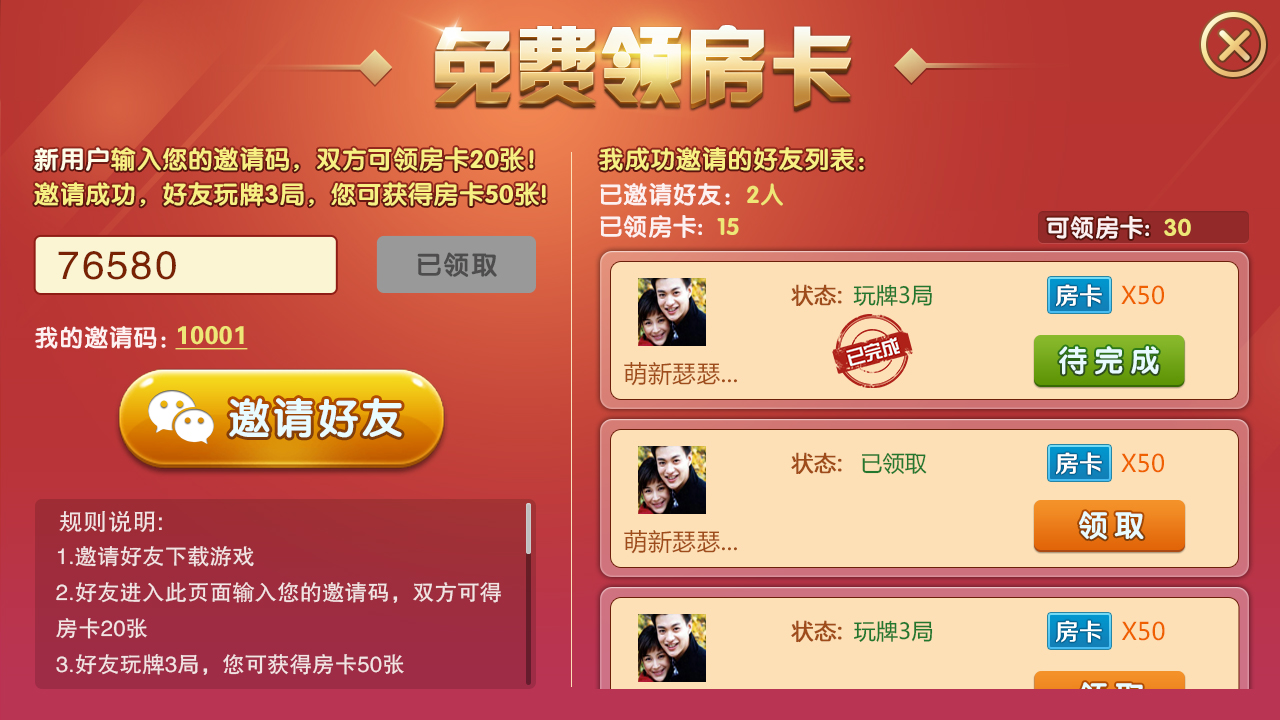 免费领房卡
新用户输入您的邀请码，双方可领房卡20张！
邀请成功，好友玩牌3局，您可获得房卡50张!
76580
已领取
我的邀请码: 10001
邀请好友
规则说明:
1.邀请好友下载游戏
2.好友进入此页面输入您的邀请码，双方可得
房卡20张
3.好友玩牌3局，您可获得房卡50张
我成功邀请的好友列表:
已邀请好友: 2人
已领房卡: 15
可领房卡: 30
状态: 玩牌3局
房卡 X50
已完成
待完成
萌新瑟瑟...
状态: 已领取
房卡 X50
领取
萌新瑟瑟...
状态: 玩牌3局
房卡 X50
领取